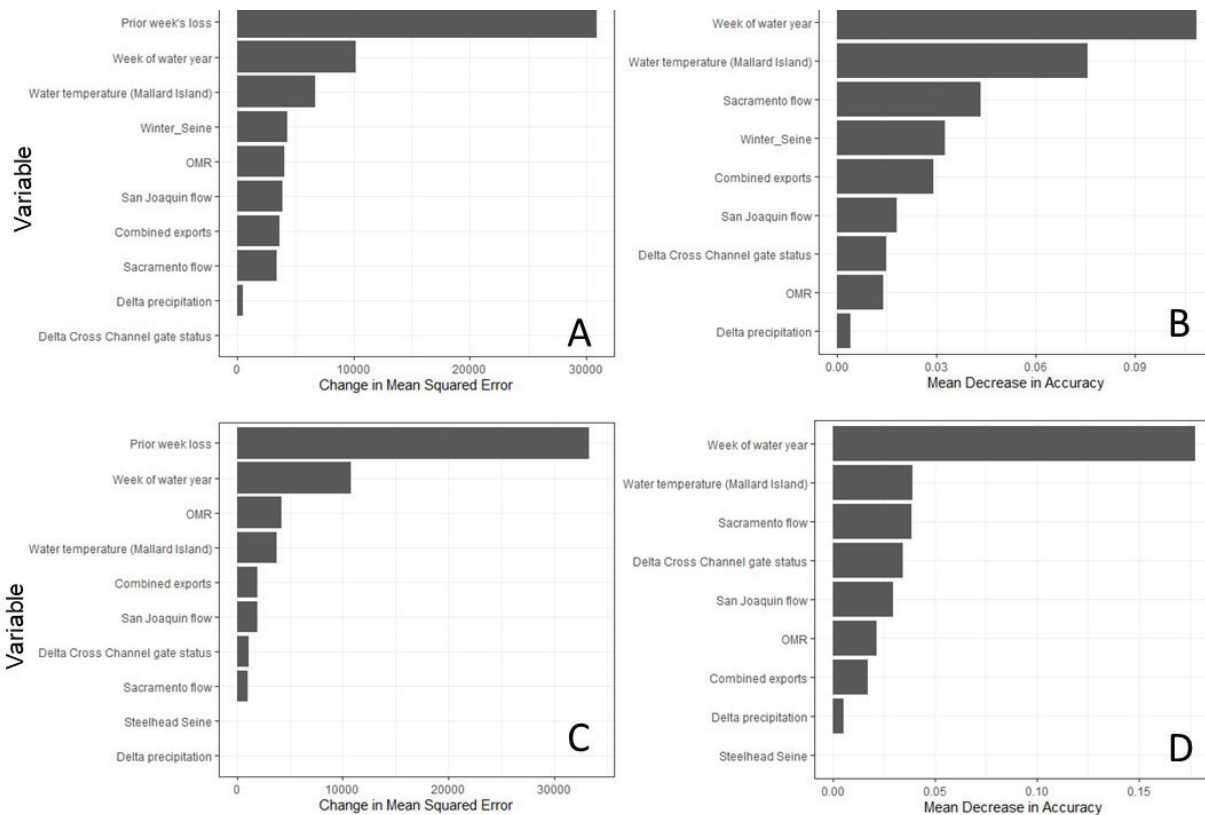 Variable
Prior week's loss
Week of water year
Water temperature (Mallard Island)
Winter_Seine
OMR
San Joaquin flow
Combined exports
Sacramento flow
Delta precipitation
Delta Cross Channel gate status
A
0 10000 20000 30000
Change in Mean Squared Error
Week of water year
Water temperature (Mallard Island)
Sacramento flow
Winter_Seine
Combined exports
San Joaquin flow
Delta Cross Channel gate status
OMR
Delta precipitation
B
0.00 0.03 0.06 0.09
Mean Decrease in Accuracy
Variable
Prior week loss
Week of water year
OMR
Water temperature (Mallard Island)
Combined exports
San Joaquin flow
Delta Cross Channel gate status
Sacramento flow
Steelhead Seine
Delta precipitation
C
0 10000 20000 30000
Change in Mean Squared Error
Week of water year
Water temperature (Mallard Island)
Sacramento flow
Delta Cross Channel gate status
San Joaquin flow
OMR
Combined exports
Delta precipitation
Steelhead Seine
D
0.00 0.05 0.10 0.15
Mean Decrease in Accuracy